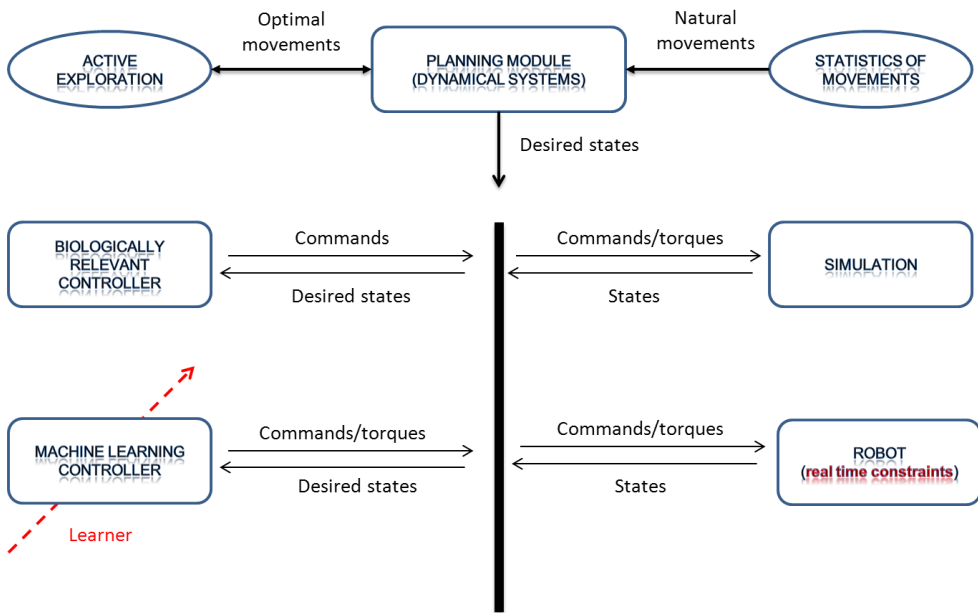 Optimal
movements
Natural
movements
ACTIVE
EXPLORATION
PLANNING MODULE
(DYNAMICAL SYSTEMS)
STATISTICS OF
MOVEMENTS
Desired states
BIOLOGICALLY
RELEVANT
CONTROLLER
Commands
Desired states
Commands/torques
States
SIMULATION
MACHINE LEARNING
CONTROLLER
Commands/torques
Desired states
Commands/torques
States
ROBOT
(real time constraints)
Learner